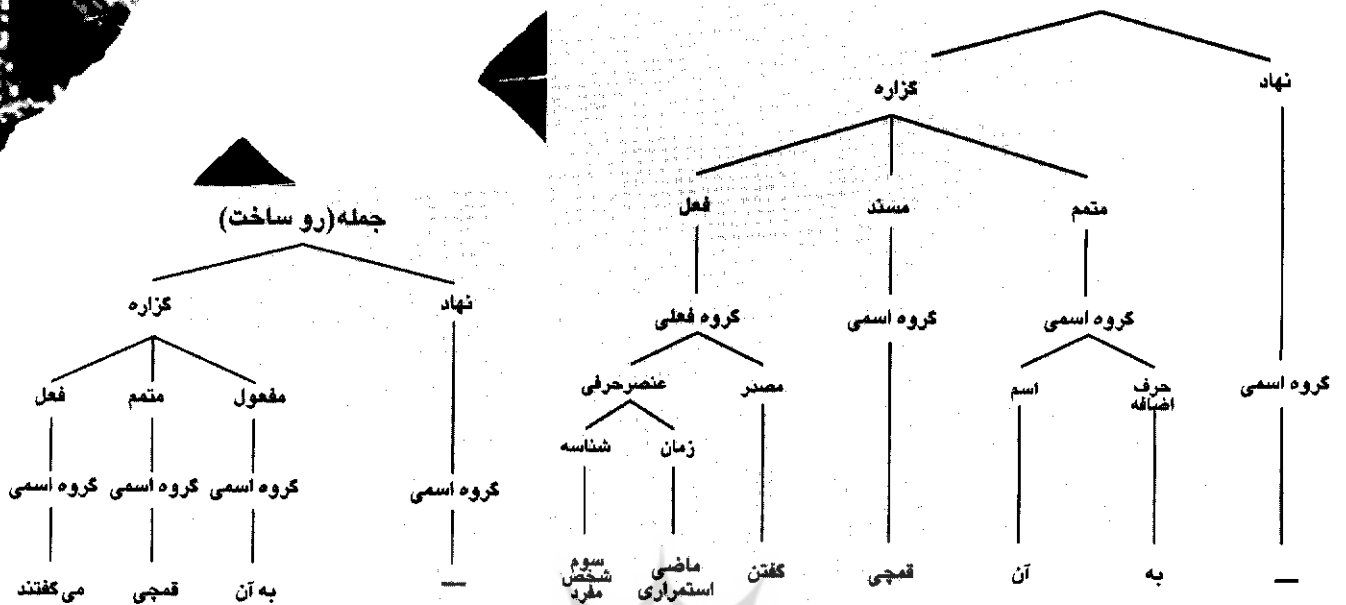 نهاد
گزاره
متمم
مسند
فعل
گروه اسمی
گروه اسمی
گروه فعلی
گروه اسمی
حرف
اضافه
اسم
مصدر
عنصرحرفی
زمان
شناسه
—
به
آن
قمچی
گفتن
ماضی
استمراری
سوم
شخص
مفرد
جمله(رو ساخت)
نهاد
گزاره
مفعول
متمم
فعل
گروه اسمی
گروه اسمی
گروه اسمی
گروه اسمی
—
به آن
قمچی
می‌گفتند